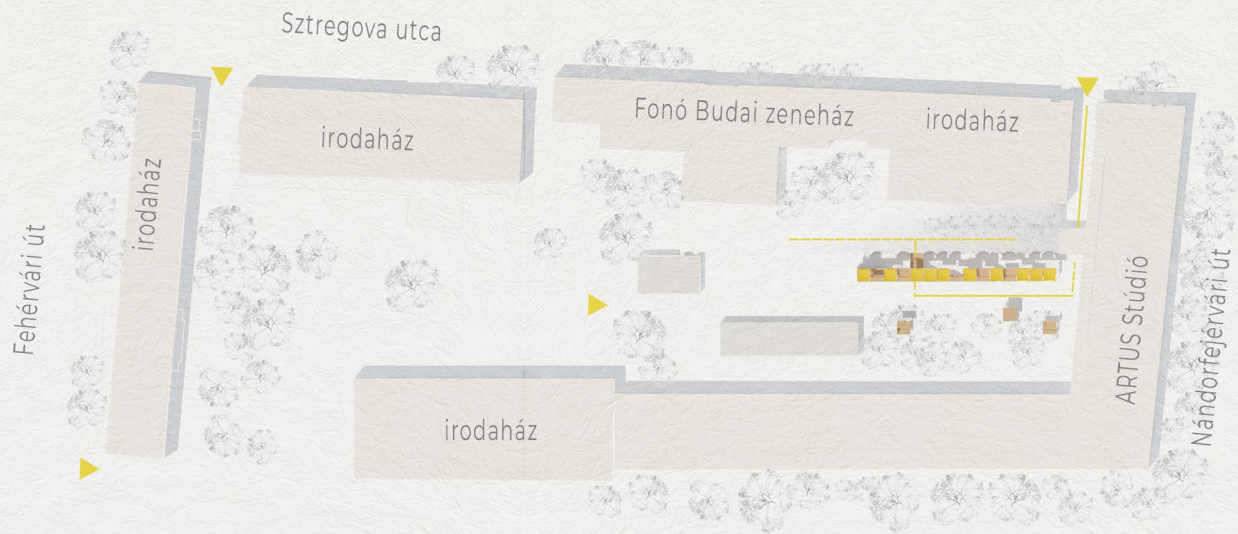 Sztregova utca
Fonó Budai zeneház
irodaház
irodaház
irodaház
Fehérvári út
ARTUS Stúdió
Nándorfejérvári út
irodaház